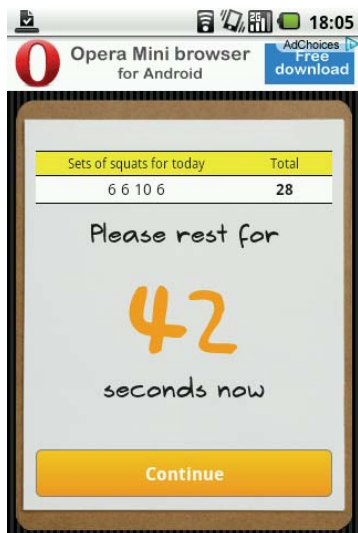 2G
18:05
Opera Mini browser
for Android
AdChoices
Free
download
Sets of squats for today Total
6 6 10 6 28
Please rest for
42
seconds now
Continue